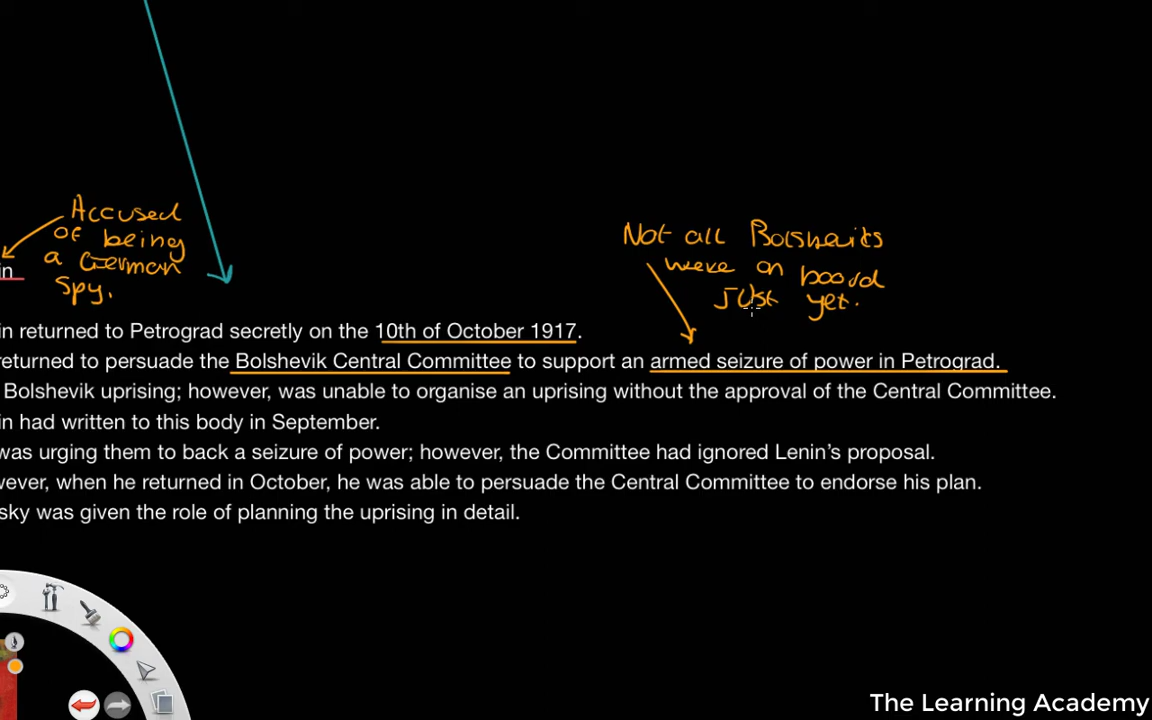 Accused
of being
a German
spy.
in
Not all Bolsheviks
were on board
just yet.
in returned to Petrograd secretly on the 10th of October 1917.
returned to persuade the Bolshevik Central Committee to support an armed seizure of power in Petrograd.
Bolshevik uprising; however, was unable to organise an uprising without the approval of the Central Committee.
in had written to this body in September.
was urging them to back a seizure of power; however, the Committee had ignored Lenin's proposal.
vever, when he returned in October, he was able to persuade the Central Committee to endorse his plan.
sky was given the role of planning the uprising in detail.
The Learning Academy